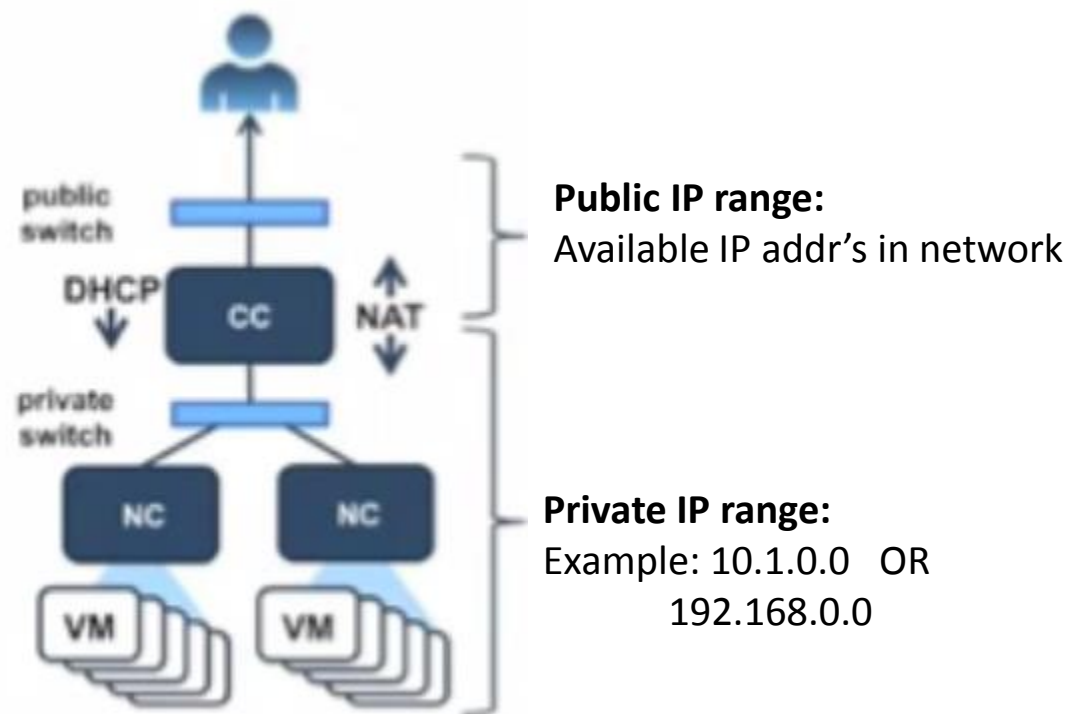 public
switch
Public IP range:
Available IP addr's in network
DHCP
CC
NAT
private
switch
NC
NC
Private IP range:
Example: 10.1.0.0 OR
192.168.0.0
VM
VM